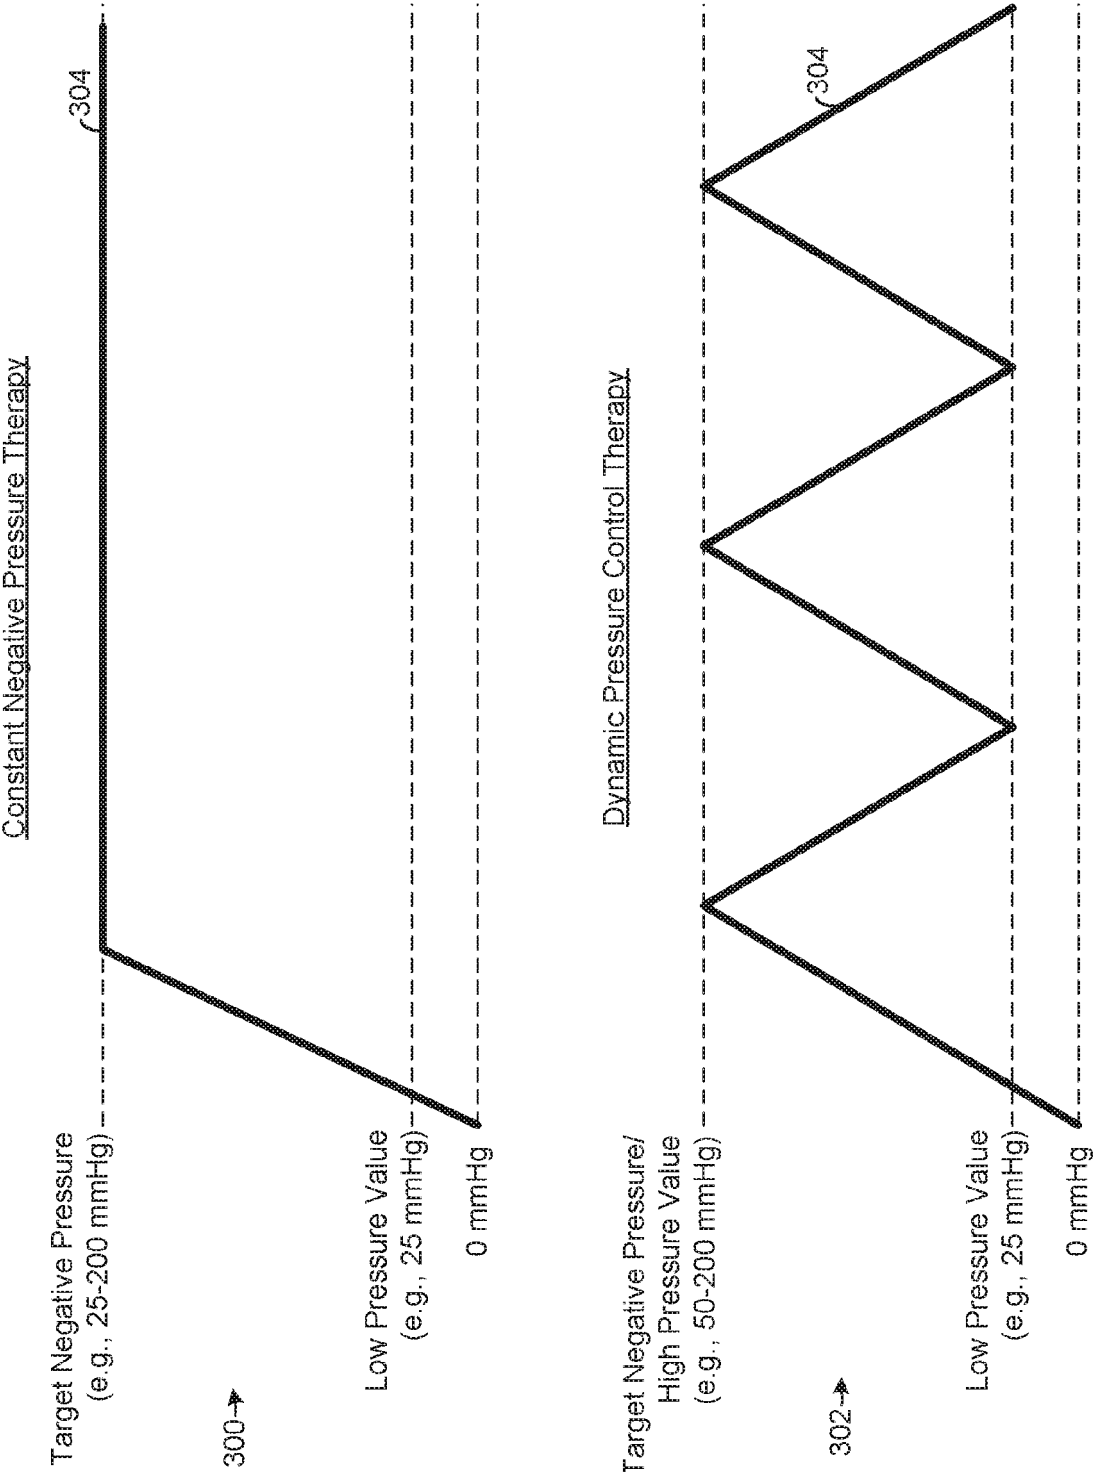 Constant Negative Pressure Therapy
304
Target Negative Pressure
(e.g., 25-200 mmHg)
300
Low Pressure Value
(e.g., 25 mmHg)
0 mmHg
Dynamic Pressure Control Therapy
304
Target Negative Pressure/
High Pressure Value
(e.g., 50-200 mmHg)
302
Low Pressure Value
(e.g., 25 mmHg)
0 mmHg